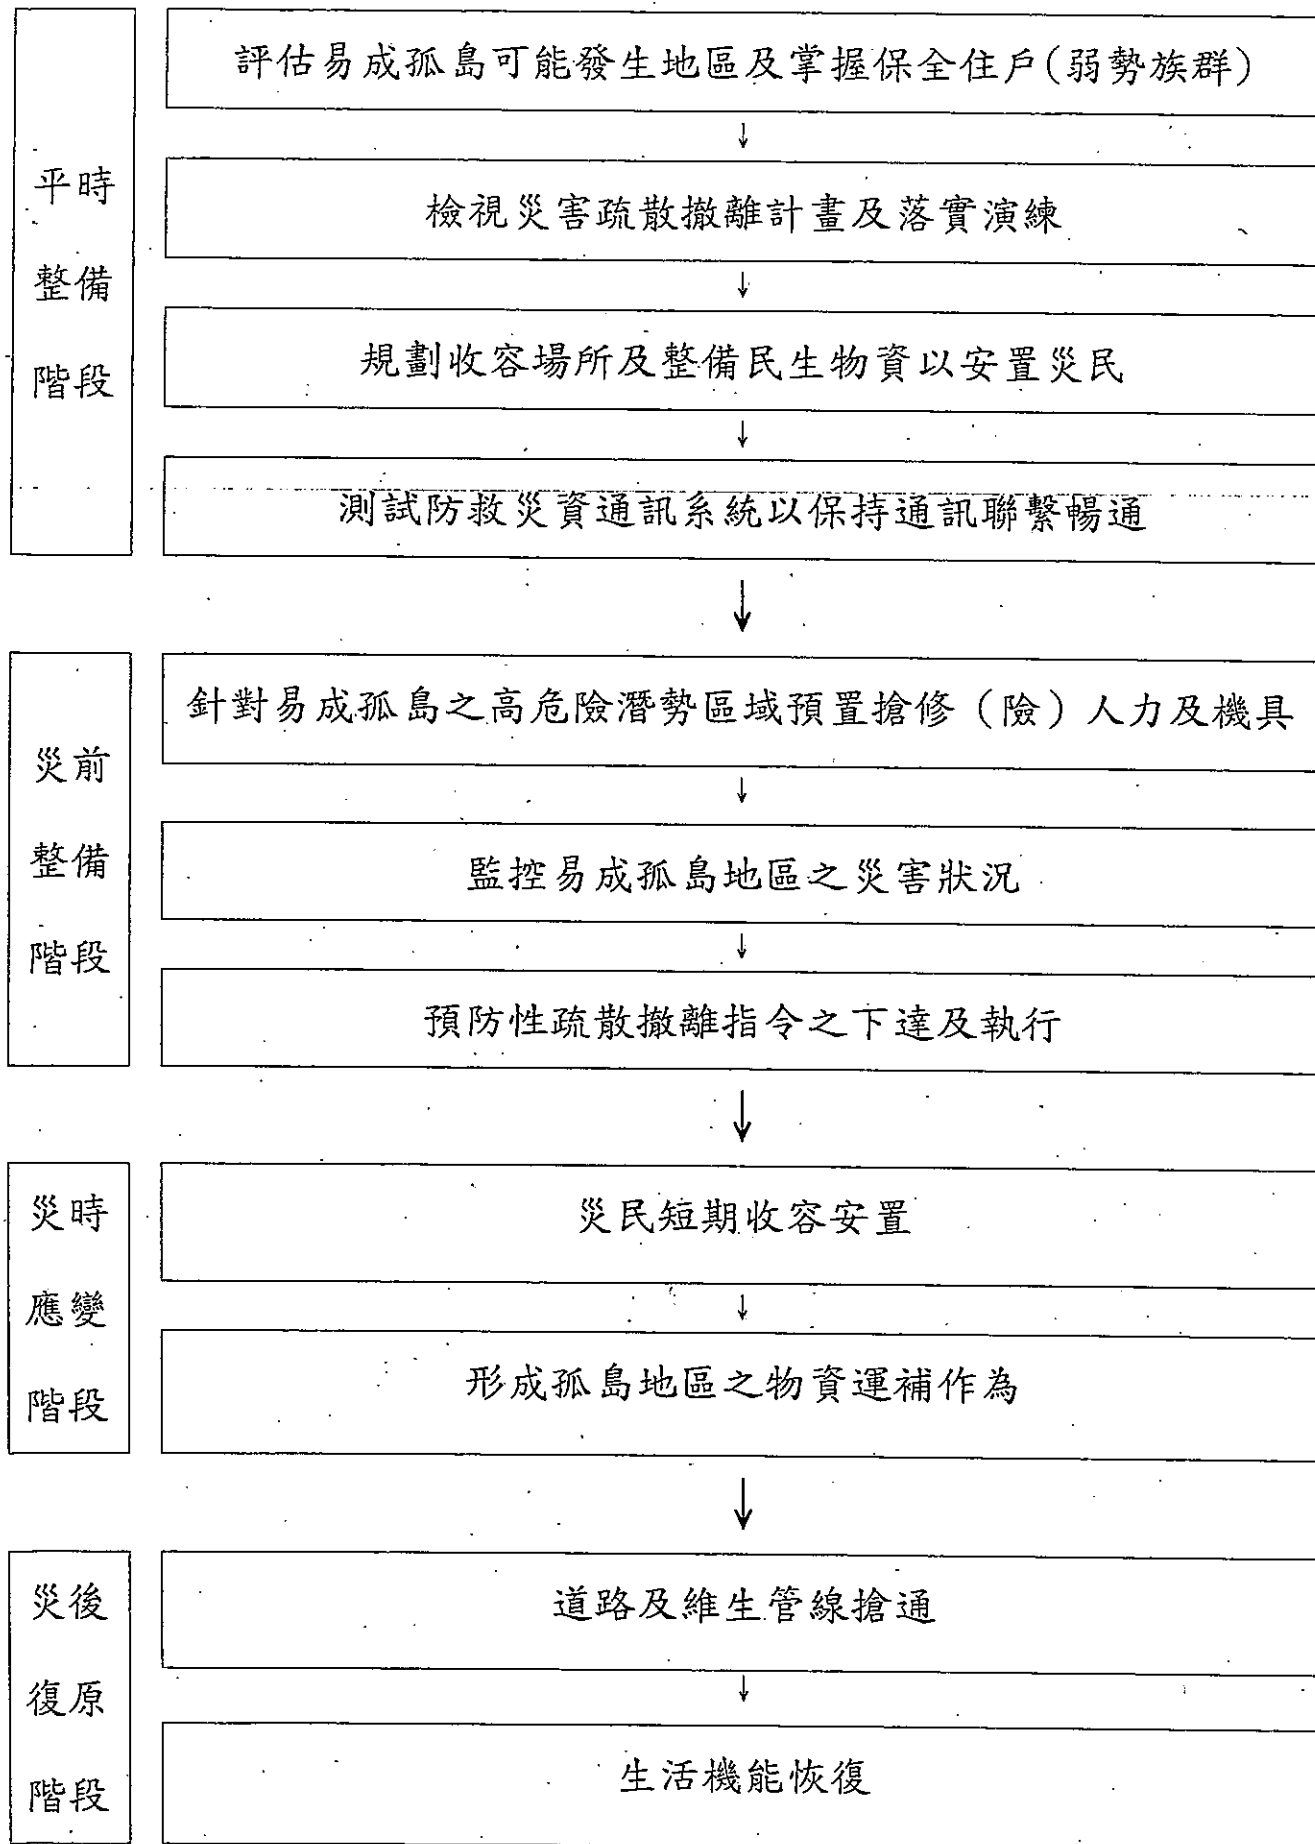 平時
整備
階段
評估易成孤島可能發生地區及掌握保全住戶(弱勢族群)
↓
檢視災害疏散撤離計畫及落實演練
↓
規劃收容場所及整備民生物資以安置災民
↓
測試防救災資通訊系統以保持通訊聯繫暢通
↓
災前
整備
階段
針對易成孤島之高危險潛勢區域預置搶修（險）人力及機具
↓
監控易成孤島地區之災害狀況
↓
預防性疏散撤離指令之下達及執行
↓
災時
應變
階段
災民短期收容安置
↓
形成孤島地區之物資運補作為
↓
災後
復原
階段
道路及維生管線搶通
↓
生活機能恢復